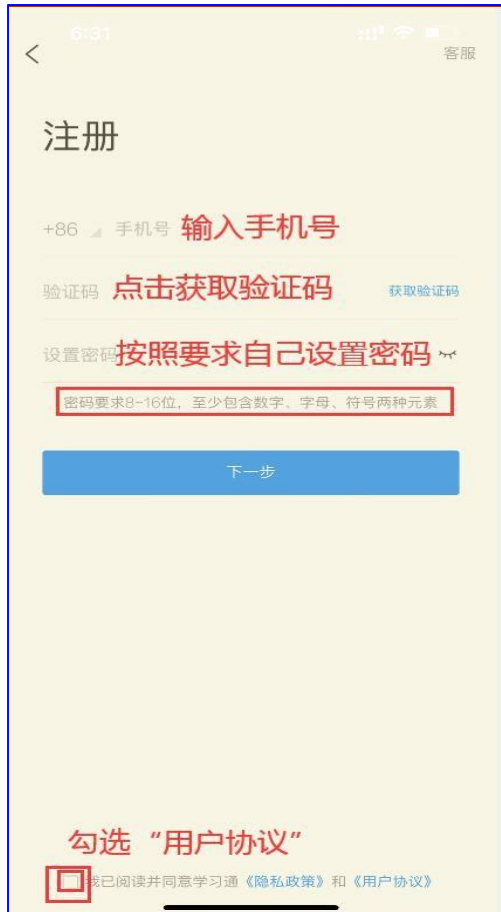 6:31
客服
注册
+86 手机号 输入手机号
验证码 点击获取验证码 获取验证码
设置密码 按照要求自己设置密码
密码要求8-16位，至少包含数字、字母、符号两种元素
下一步
勾选“用户协议”
我已阅读并同意学习通《隐私政策》和《用户协议》